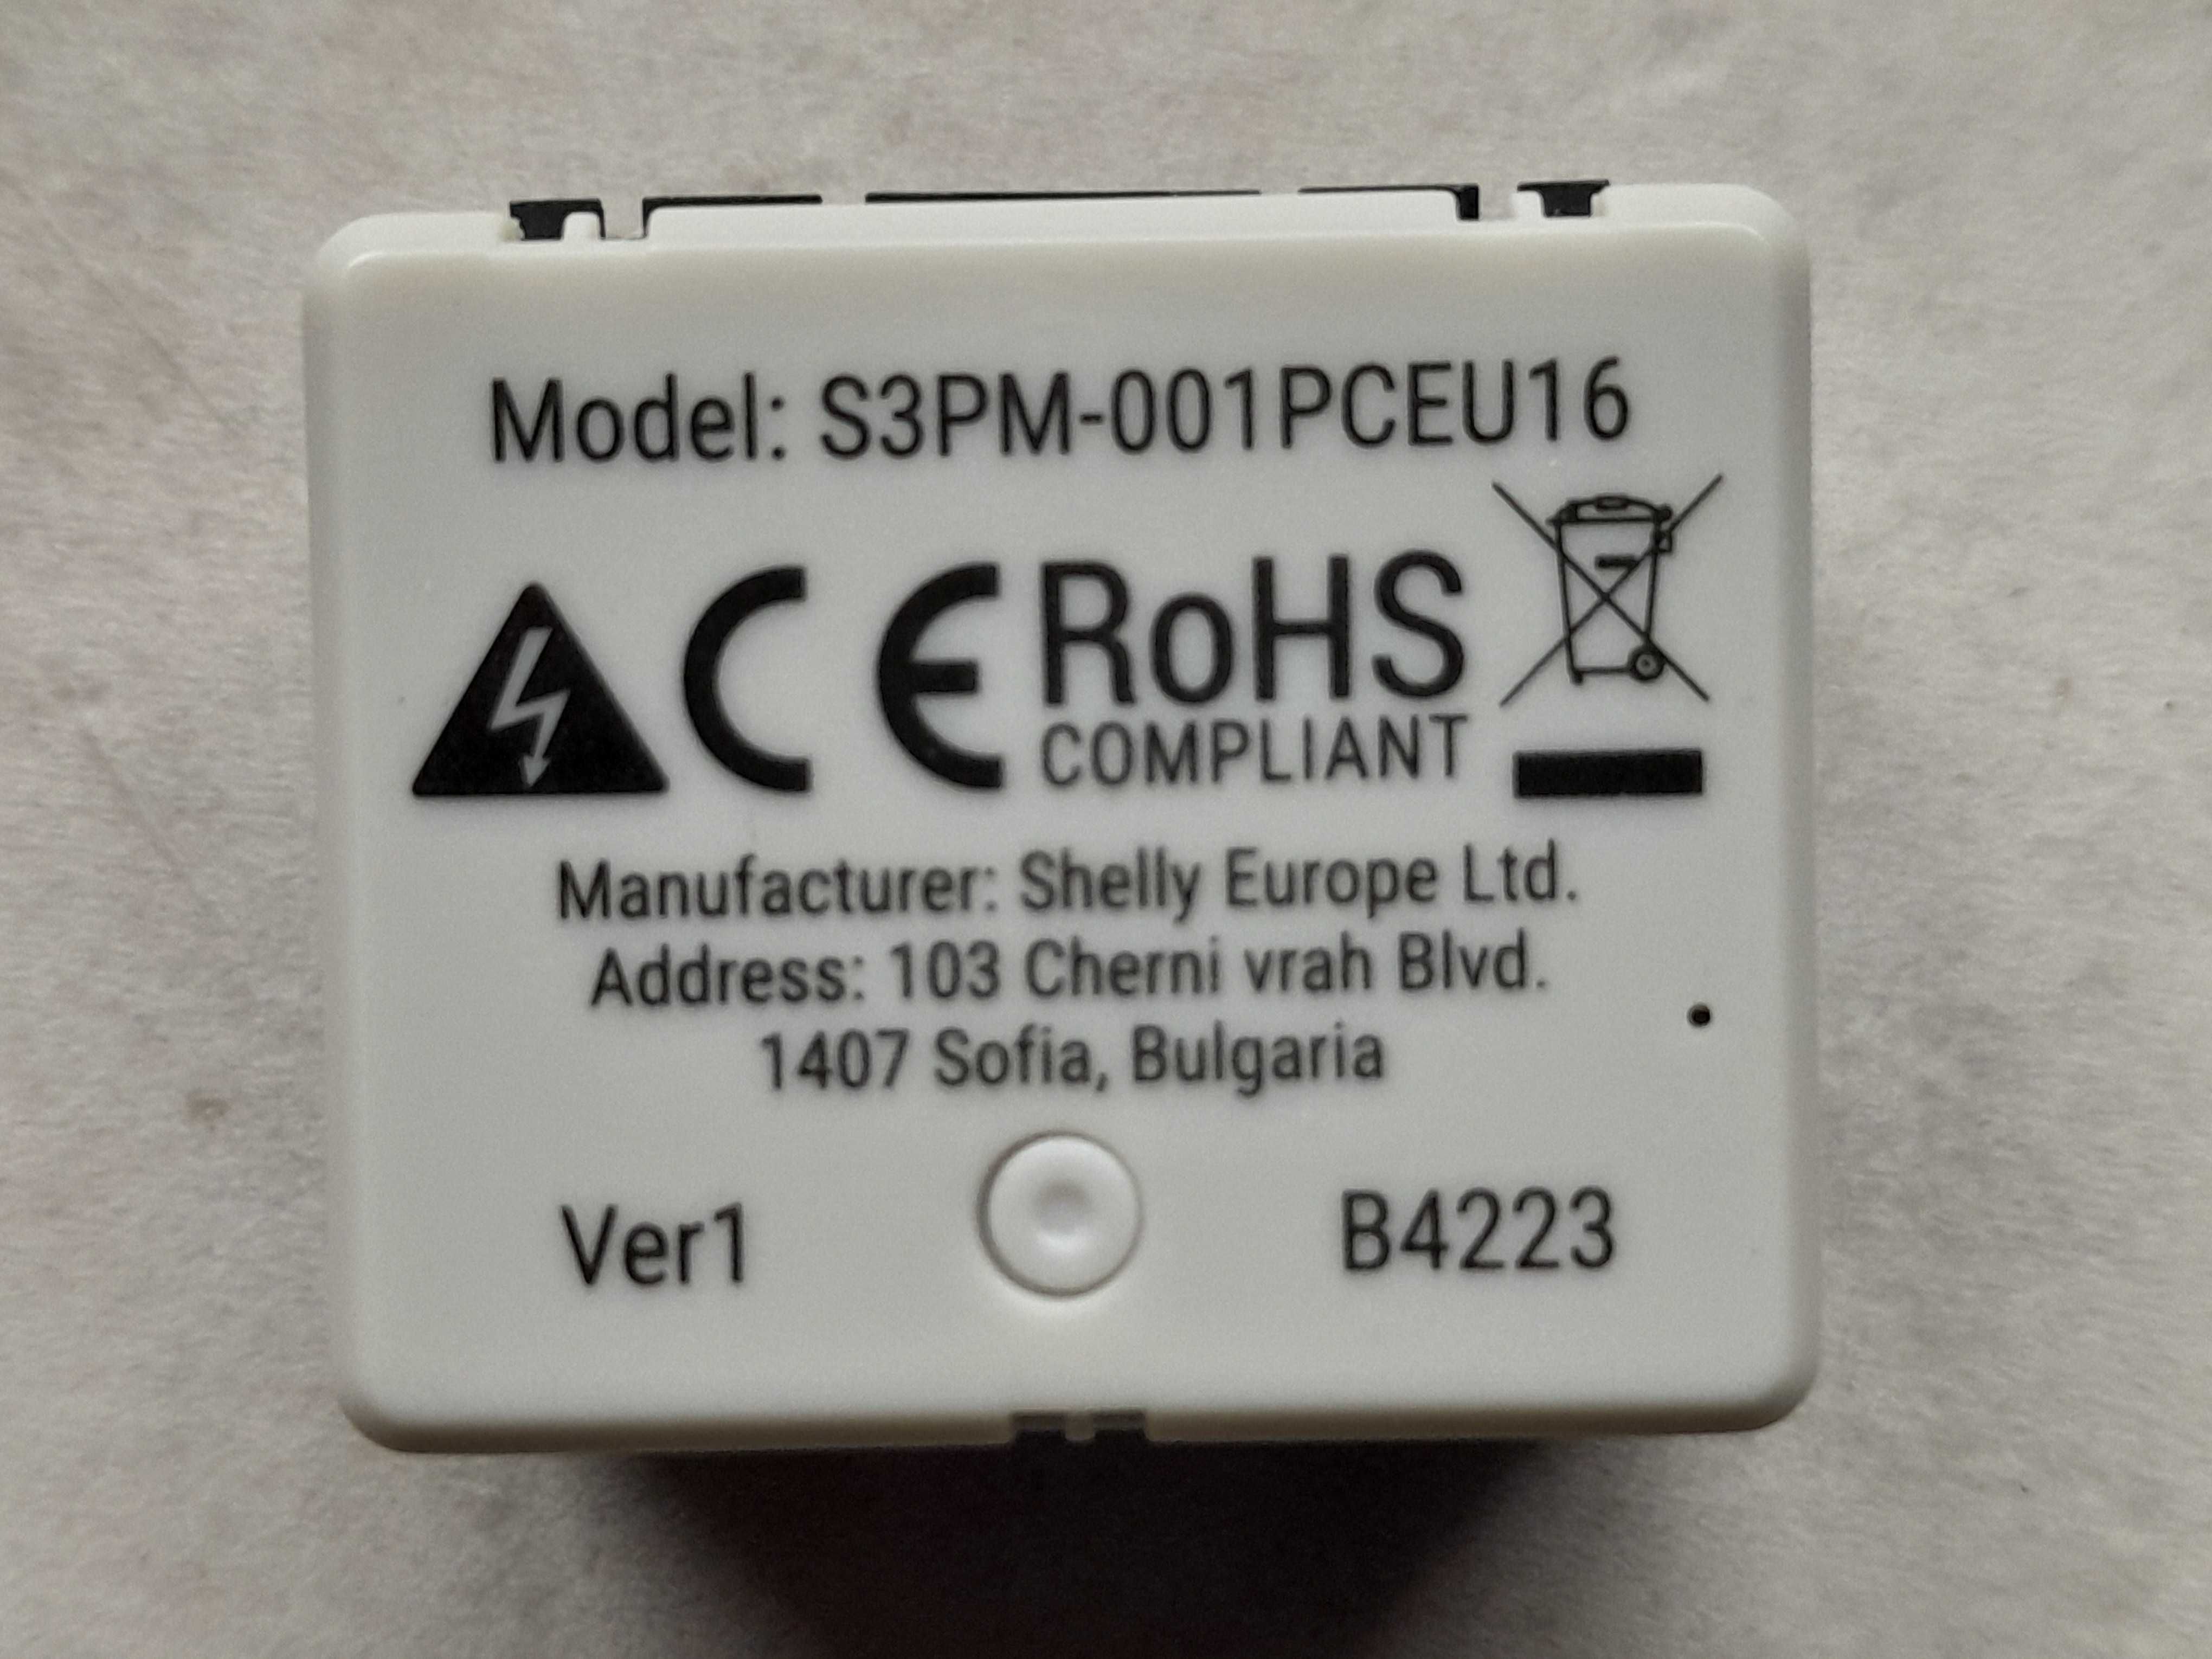 Model: S3PM-001PCEU16
CE RoHS
COMPLIANT
Manufacturer: Shelly Europe Ltd.
Address: 103 Cherni vrah Blvd.
1407 Sofia, Bulgaria
Ver1 B4223